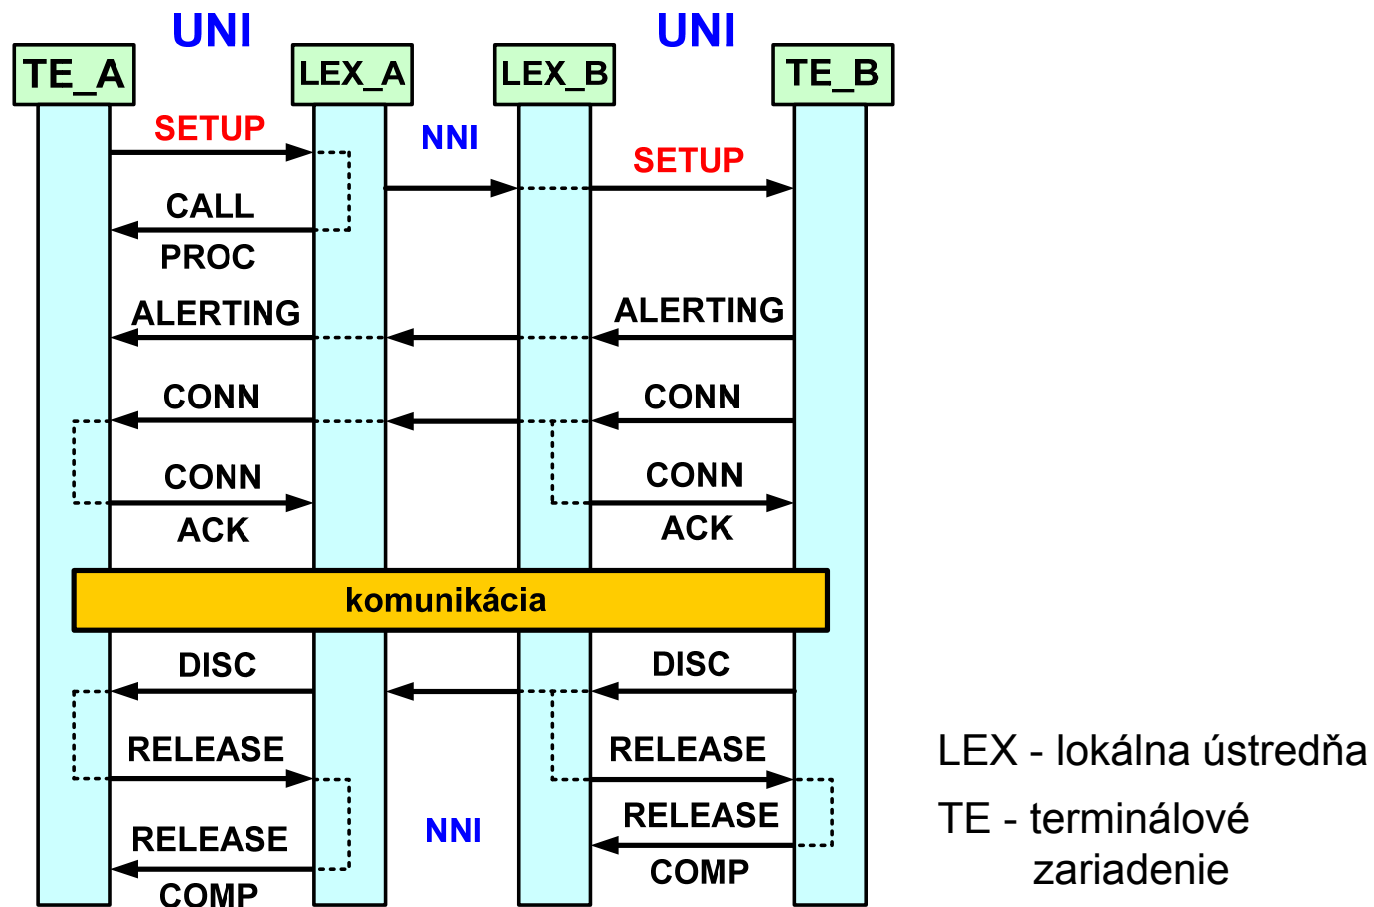 UNI UNI
TE_A LEX_A LEX_B TE_B
SETUP NNI
SETUP
CALL
PROC
ALERTING ALERTING
CONN CONN
CONN CONN
ACK ACK
komunikácia
DISC DISC
RELEASE RELEASE
LEX - lokálna ústredňa
RELEASE NNI RELEASE
TE - terminálové
COMP COMP
zariadenie